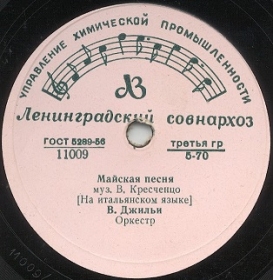 УПРАВЛЕНИЕ ХИМИЧЕСКОЙ ПРОМЫШЛЕННОСТИ
Ленинградский совнархоз
ГОСТ 5289-56
11009
третья гр
5-70
Майская песня
муз. В. Кресченцо
[На итальянском языке]
В. Джильи
Оркестр
11009